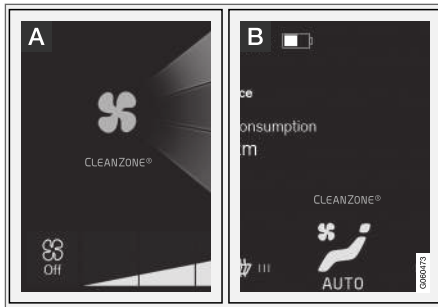 A
CLEANZONE®
Off
B
ce
onsumption
m
CLEANZONE®
AUTO
G060473